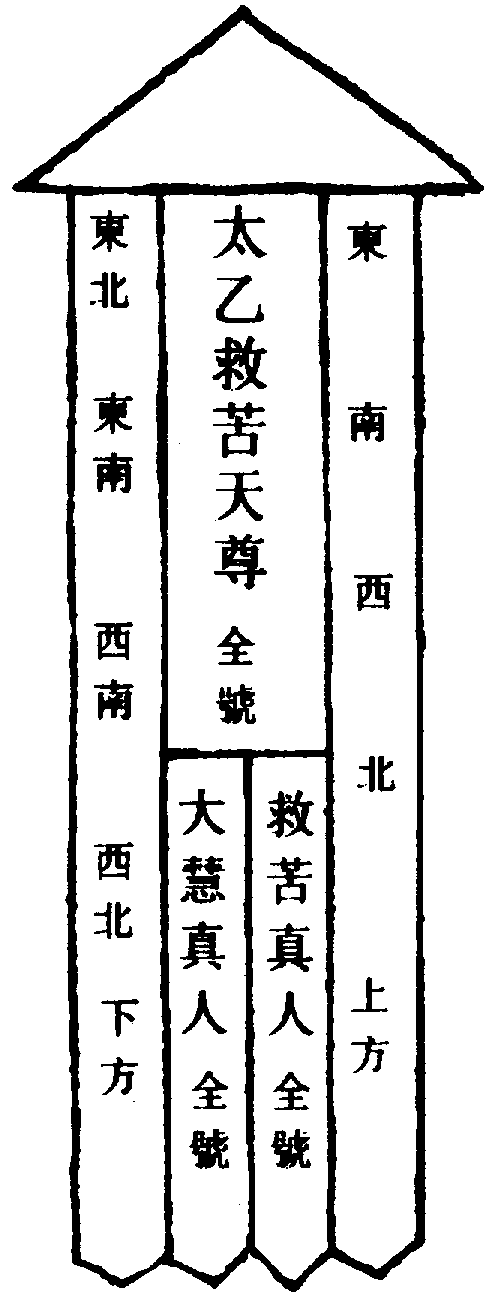 東 南 西 北 上方
太乙救苦天尊 全號
救苦真人 全號
大慧真人 全號
東北 東南 西南 西北 下方